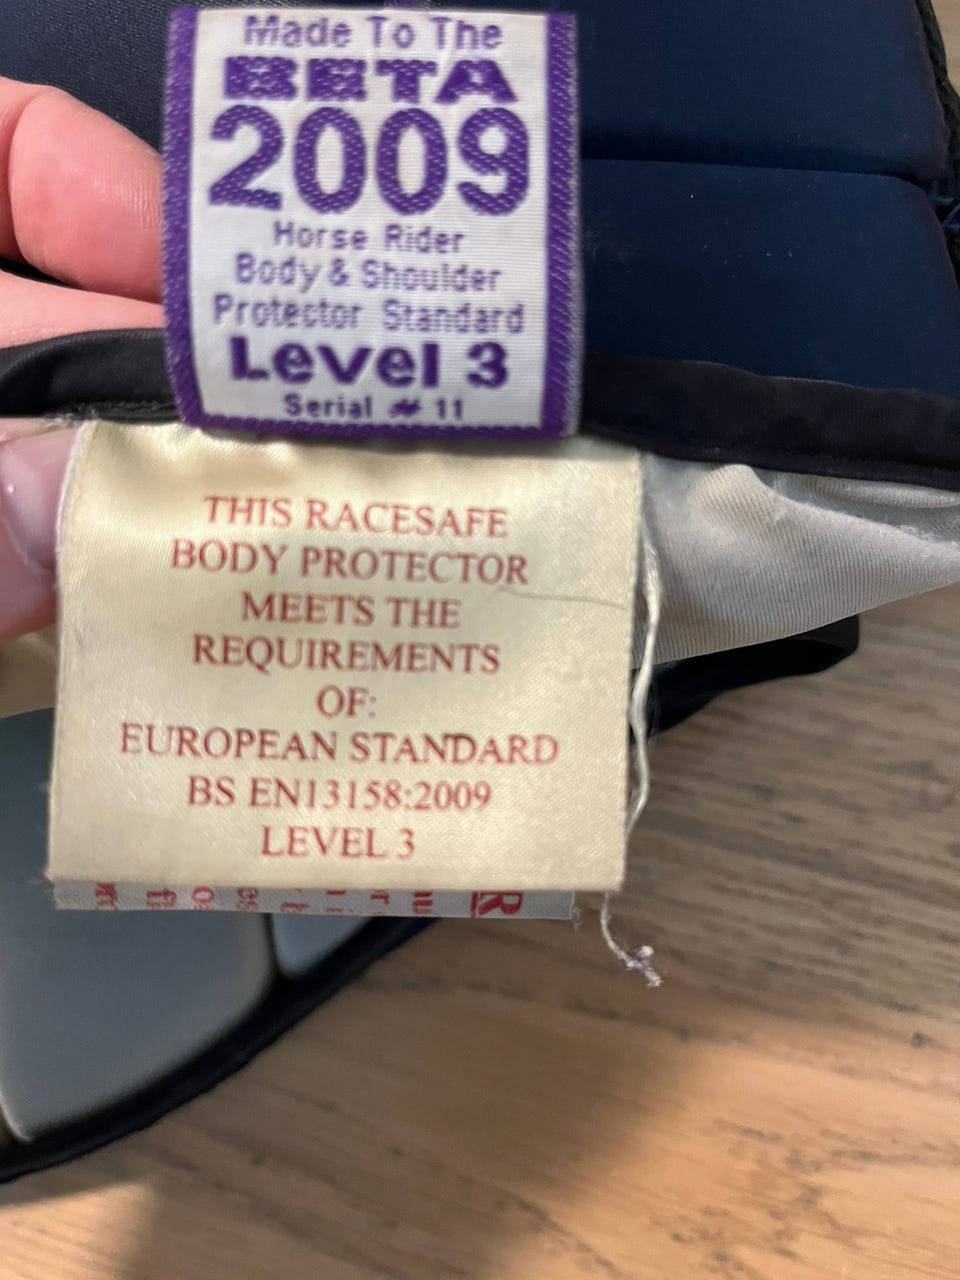 Made To The
BETA
2009
Horse Rider
Body & Shoulder
Protector Standard
Level 3
Serial # 11
THIS RACESAFE
BODY PROTECTOR
MEETS THE
REQUIREMENTS
OF:
EUROPEAN STANDARD
BS EN13158:2009
LEVEL 3